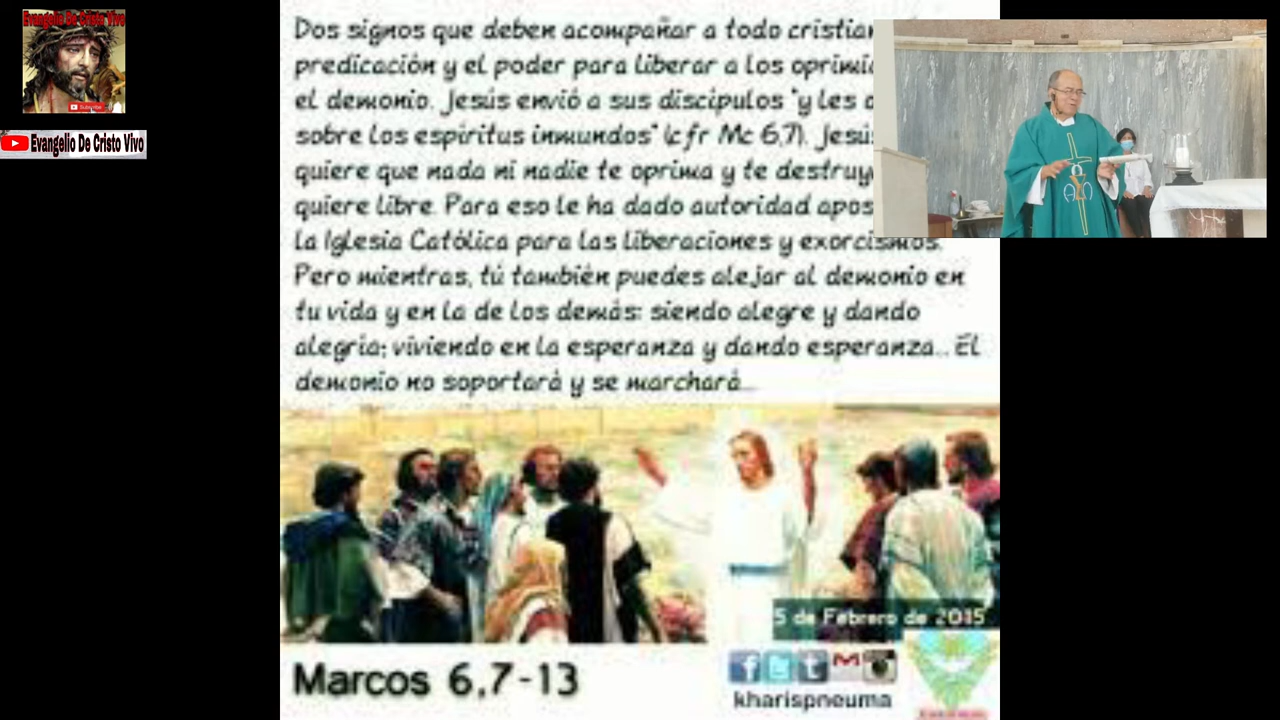 Evangelio De Cristo Vivo
Subscribe
Evangelio De Cristo Vivo
Dos signos que deben acompañar a todo
predicación y el poder para liberar a los
el demonio. Jesús envió a sus discípulos "y les
sobre los espíritus inmundos" (cfr Mc 6,7).
quiere que nada ni nadie te oprima y te
quiere libre. Para eso le ha dado autoridad
la Iglesia Católica para las liberaciones y exorcismos.
Pero mientras, tú también puedes alejar al demonio en
tu vida y en la de los demás: siendo alegre y dando
alegría; viviendo en la esperanza y dando esperanza... El
demonio no soportará y se marchará...
5 de Febrero de 2015
Marcos 6,7-13
kharispneuma